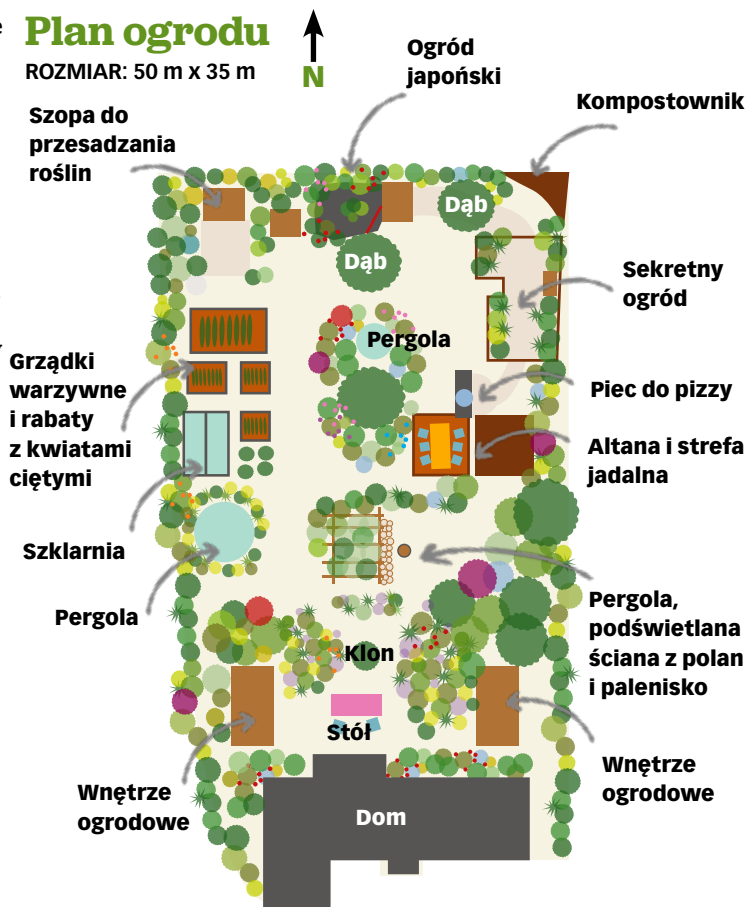 Plan ogrodu
ROZMIAR: 50 m x 35 m
N
Ogród
japoński
Kompostownik
Szopa do
przesadzania
roślin
Dąb
Dąb
Sekretny
ogród
Pergola
Grządki
warzywne
i rabaty
z kwiatami
ciętymi
Piec do pizzy
Altana i strefa
jadalna
Szklarnia
Pergola
Pergola,
podświetlana
ściana z polan
i palenisko
Klon
Stół
Wnętrze
ogrodowe
Wnętrze
ogrodowe
Dom